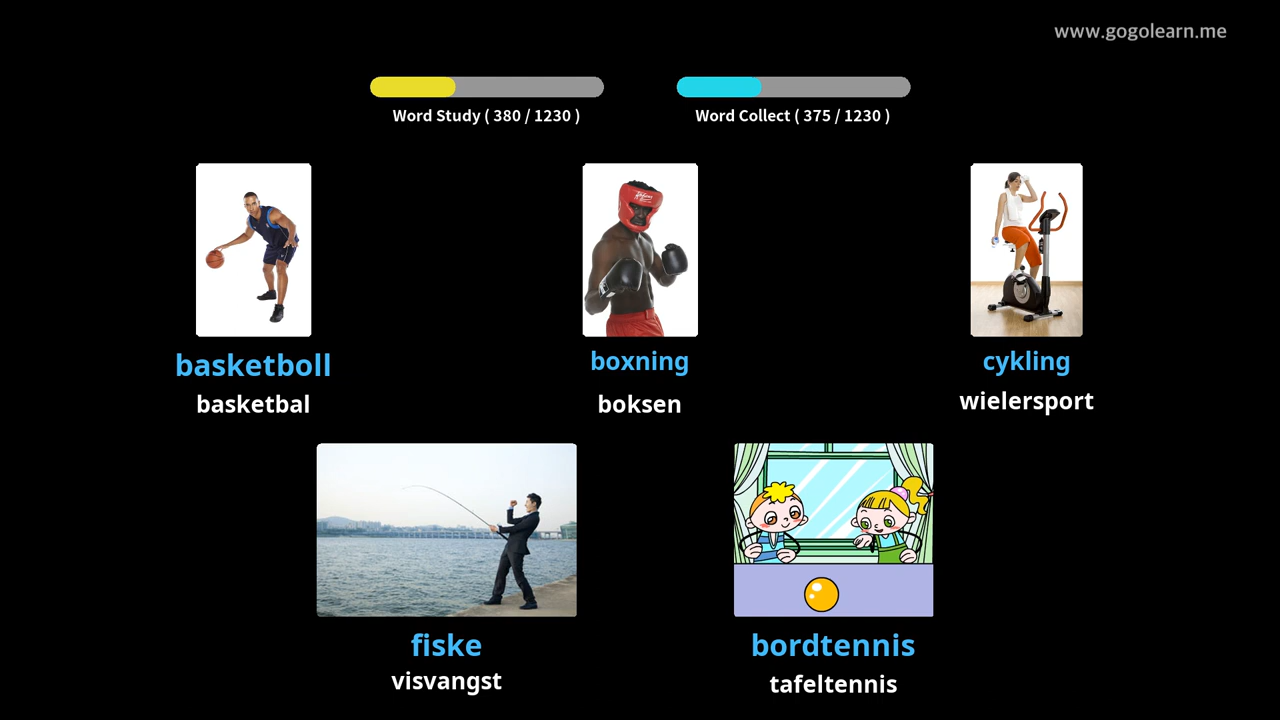 www.gogolearn.me
Word Study ( 380 / 1230 )
Word Collect ( 375 / 1230 )
basketboll
boxning
cykling
basketbal
boksen
wielersport
fiske
bordtennis
visvangst
tafeltennis